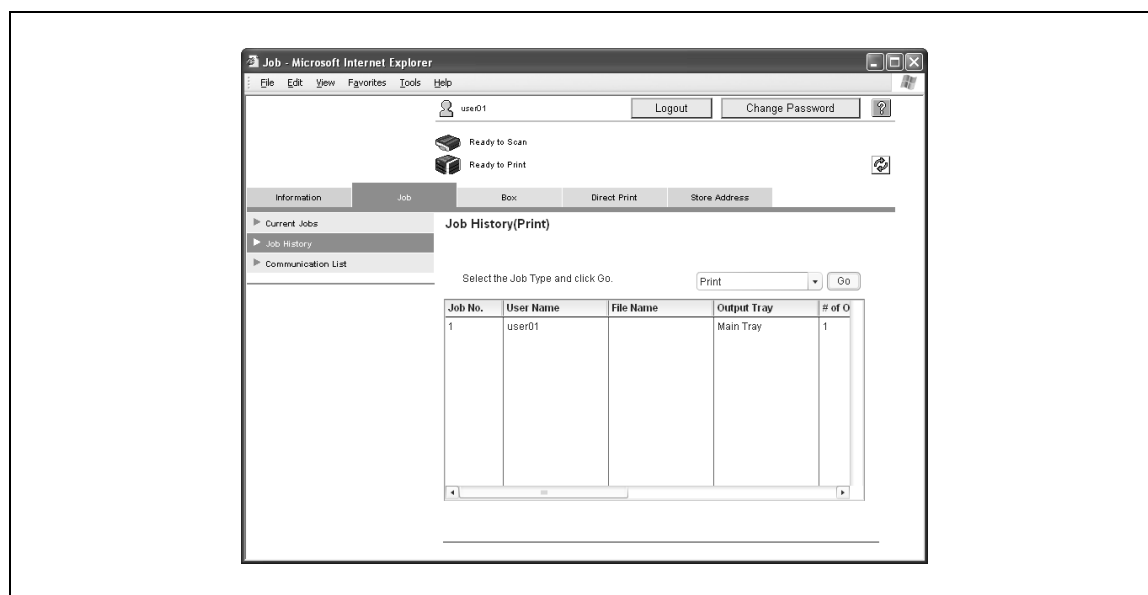 Job - Microsoft Internet Explorer
File Edit View Favorites Tools Help
user01 Logout Change Password ?
Ready to Scan
Ready to Print
Information Job Box Direct Print Store Address
Current Jobs
Job History
Communication List
Job History(Print)
Select the Job Type and click Go. Print Go
Job No. User Name File Name Output Tray # of O
1 user01 Main Tray 1